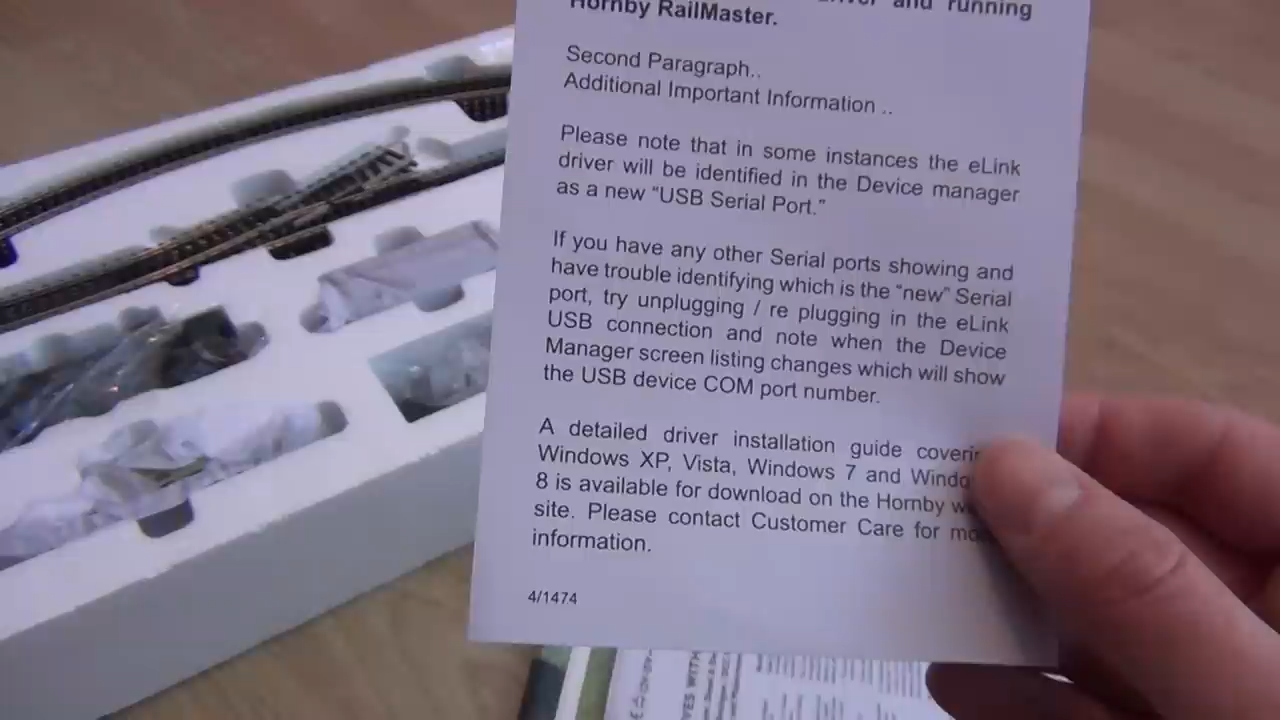 and running
Hornby RailMaster.
Second Paragraph..
Additional Important Information ..
Please note that in some instances the eLink
driver will be identified in the Device manager
as a new “USB Serial Port.”
If you have any other Serial ports showing and
have trouble identifying which is the “new” Serial
port, try unplugging / re plugging in the eLink
USB connection and note when the Device
Manager screen listing changes which will show
the USB device COM port number.
A detailed driver installation guide
Windows XP, Vista, Windows 7 and
8 is available for download on the Hornby
site. Please contact Customer Care for
information.
4/1474